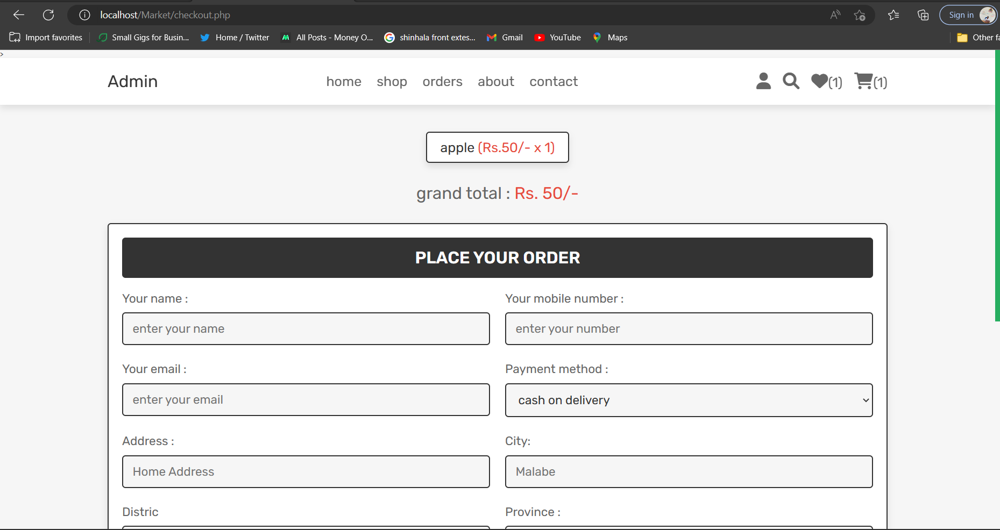 localhost/Market/checkout.php
Sign in
Import favorites
Small Gigs for Busin...
Home / Twitter
All Posts - Money O...
shinhala front extes...
Gmail
YouTube
Maps
Other fa
>
Admin
home
shop
orders
about
contact
(1)
(1)
apple (Rs.50/- x 1)
grand total : Rs. 50/-
PLACE YOUR ORDER
Your name :
Your mobile number :
enter your name
enter your number
Your email :
Payment method :
enter your email
cash on delivery
Address :
City:
Home Address
Malabe
Distric
Province :